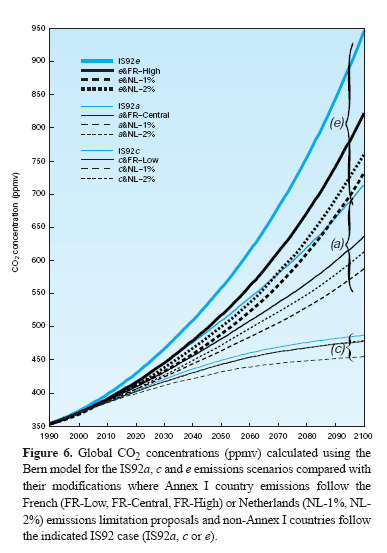 950
900
850
800
750
700
650
600
550
500
450
400
350
CO2 concentration (ppmv)
IS92e
e&FR–High
e&NL–1%
e&NL–2%
IS92a
a&FR–Central
a&NL–1%
a&NL–2%
IS92c
c&FR–Low
c&NL–1%
c&NL–2%
(e)
(a)
(c)
1990 2000 2010 2020 2030 2040 2050 2060 2070 2080 2090 2100
Figure 6. Global CO2 concentrations (ppmv) calculated using the
Bern model for the IS92a, c and e emissions scenarios compared with
their modifications where Annex I country emissions follow the
French (FR-Low, FR-Central, FR-High) or Netherlands (NL-1%, NL-
2%) emissions limitation proposals and non-Annex I countries follow
the indicated IS92 case (IS92a, c or e).